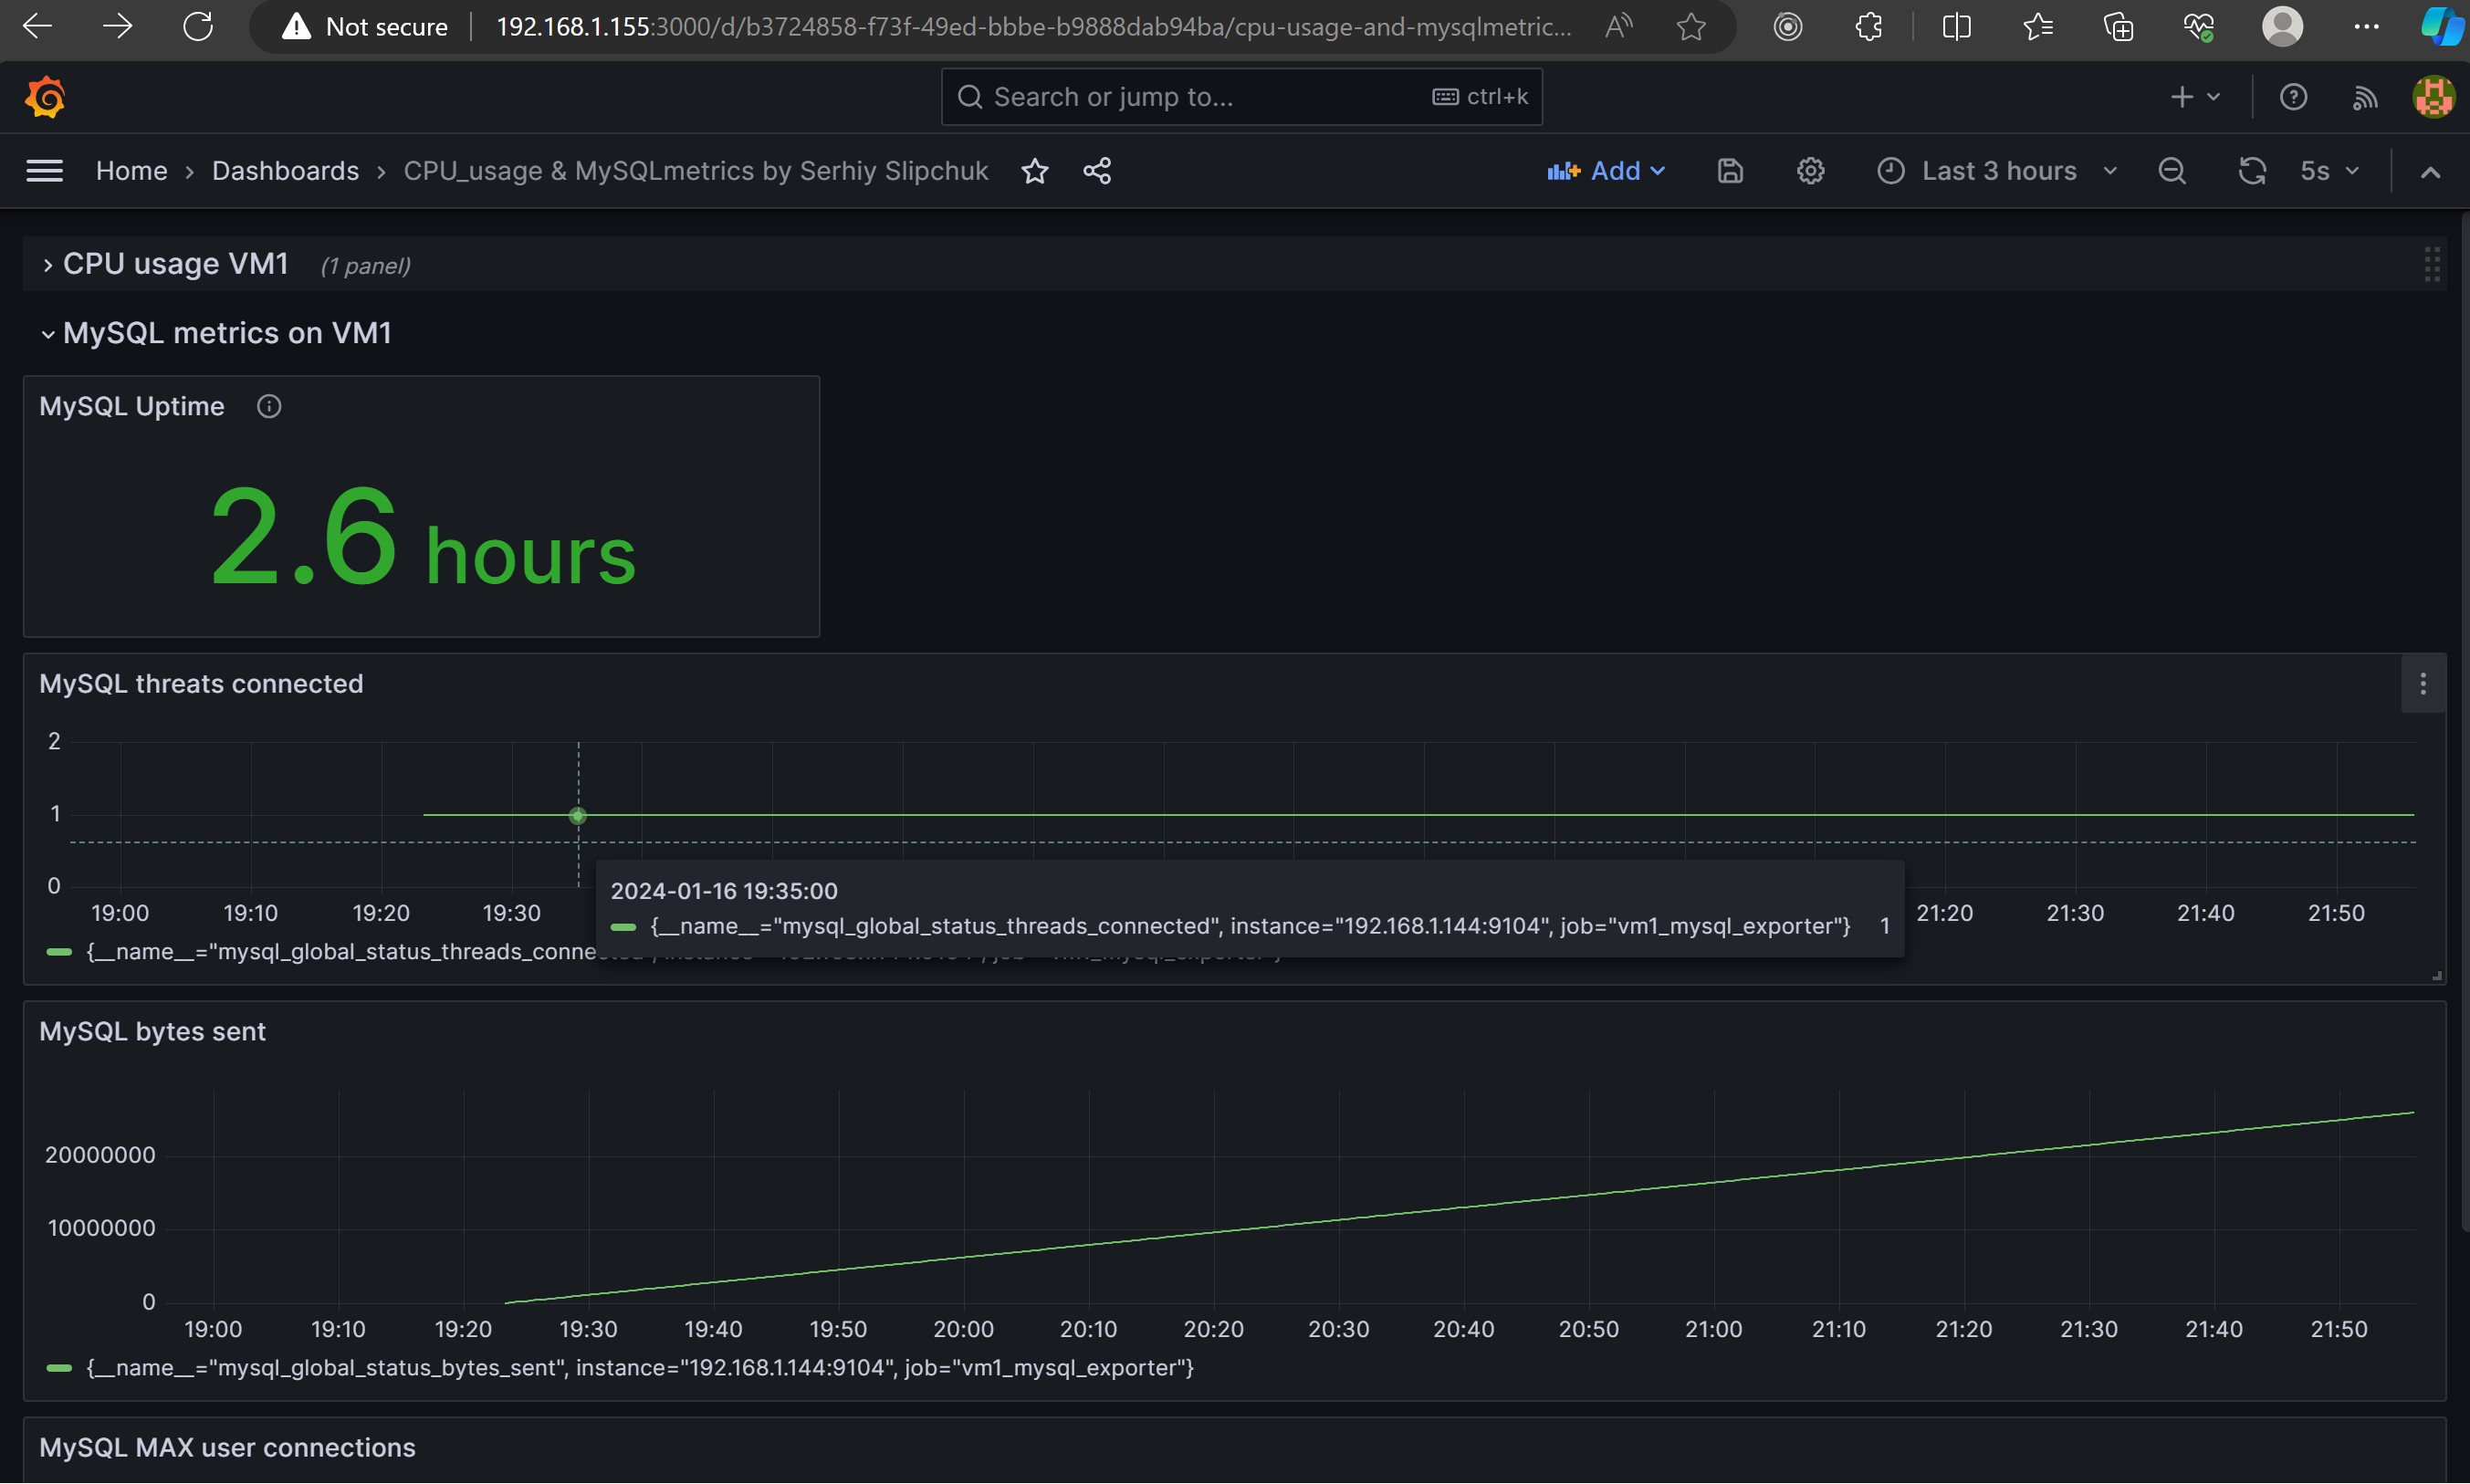 Not secure 192.168.1.155:3000/d/b3724858-f73f-49ed-bbbe-b9888dab94ba/cpu-usage-and-mysqlmetric...
Search or jump to... ctrl+k
Home › Dashboards › CPU_usage & MySQLmetrics by Serhiy Slipchuk Add Last 3 hours 5s
CPU usage VM1 (1 panel)
MySQL metrics on VM1
MySQL Uptime
2.6 hours
MySQL threats connected
2
1
0
19:00 19:10 19:20 19:30 21:20 21:30 21:40 21:50
2024-01-16 19:35:00
{__name__="mysql_global_status_threads_connected", instance="192.168.1.144:9104", job="vm1_mysql_exporter"} 1
{__name__="mysql_global_status_threads_conne
MySQL bytes sent
20000000
10000000
0
19:00 19:10 19:20 19:30 19:40 19:50 20:00 20:10 20:20 20:30 20:40 20:50 21:00 21:10 21:20 21:30 21:40 21:50
{__name__="mysql_global_status_bytes_sent", instance="192.168.1.144:9104", job="vm1_mysql_exporter"}
MySQL MAX user connections